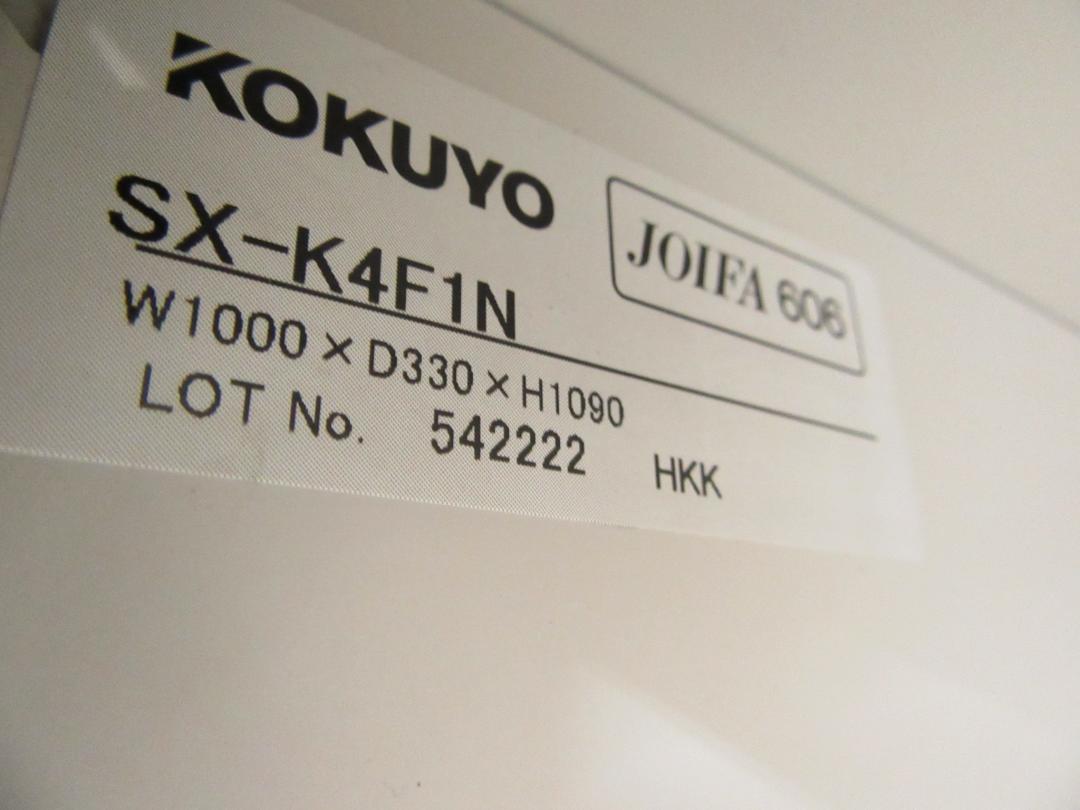 KOKUYO
JOIFA 606
SX-K4F1N
W1000×D330×H1090
LOT No. 542222 HKK